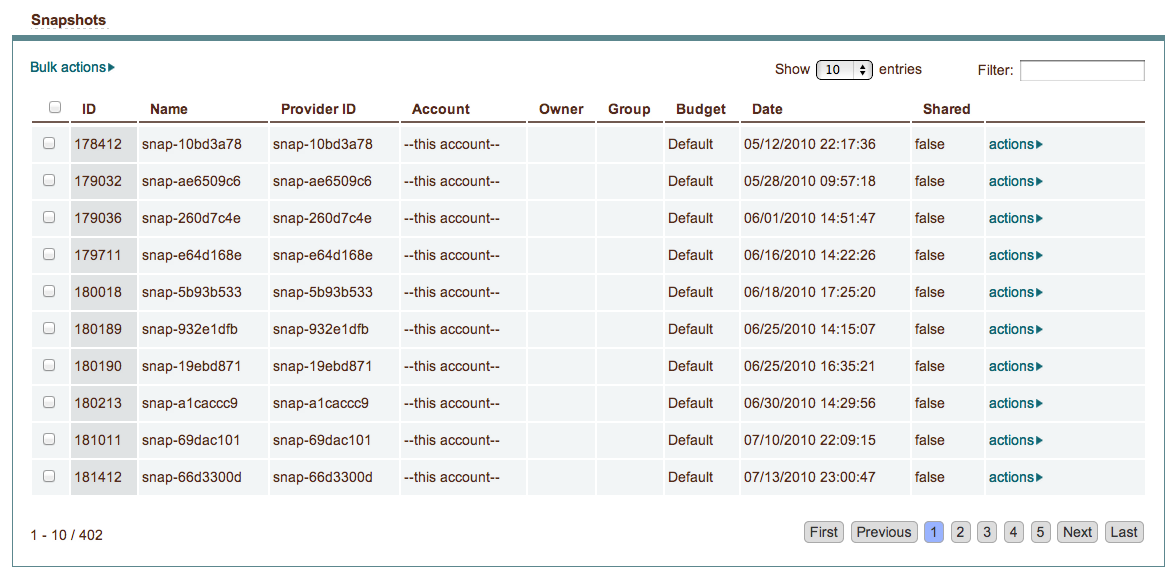 Snapshots
Bulk actions Show 10 entries Filter:
ID Name Provider ID Account Owner Group Budget Date Shared
178412 snap-10bd3a78 snap-10bd3a78 --this account-- Default 05/12/2010 22:17:36 false actions
179032 snap-ae6509c6 snap-ae6509c6 --this account-- Default 05/28/2010 09:57:18 false actions
179036 snap-260d7c4e snap-260d7c4e --this account-- Default 06/01/2010 14:51:47 false actions
179711 snap-e64d168e snap-e64d168e --this account-- Default 06/16/2010 14:22:26 false actions
180018 snap-5b93b533 snap-5b93b533 --this account-- Default 06/18/2010 17:25:20 false actions
180189 snap-932e1dfb snap-932e1dfb --this account-- Default 06/25/2010 14:15:07 false actions
180190 snap-19ebd871 snap-19ebd871 --this account-- Default 06/25/2010 16:35:21 false actions
180213 snap-a1caccc9 snap-a1caccc9 --this account-- Default 06/30/2010 14:29:56 false actions
181011 snap-69dac101 snap-69dac101 --this account-- Default 07/10/2010 22:09:15 false actions
181412 snap-66d3300d snap-66d3300d --this account-- Default 07/13/2010 23:00:47 false actions
1 - 10 / 402 First Previous 1 2 3 4 5 Next Last